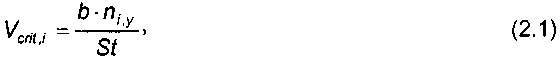 V_{crit,i} = \frac{b \cdot n_{i,y}}{St}, (2.1)